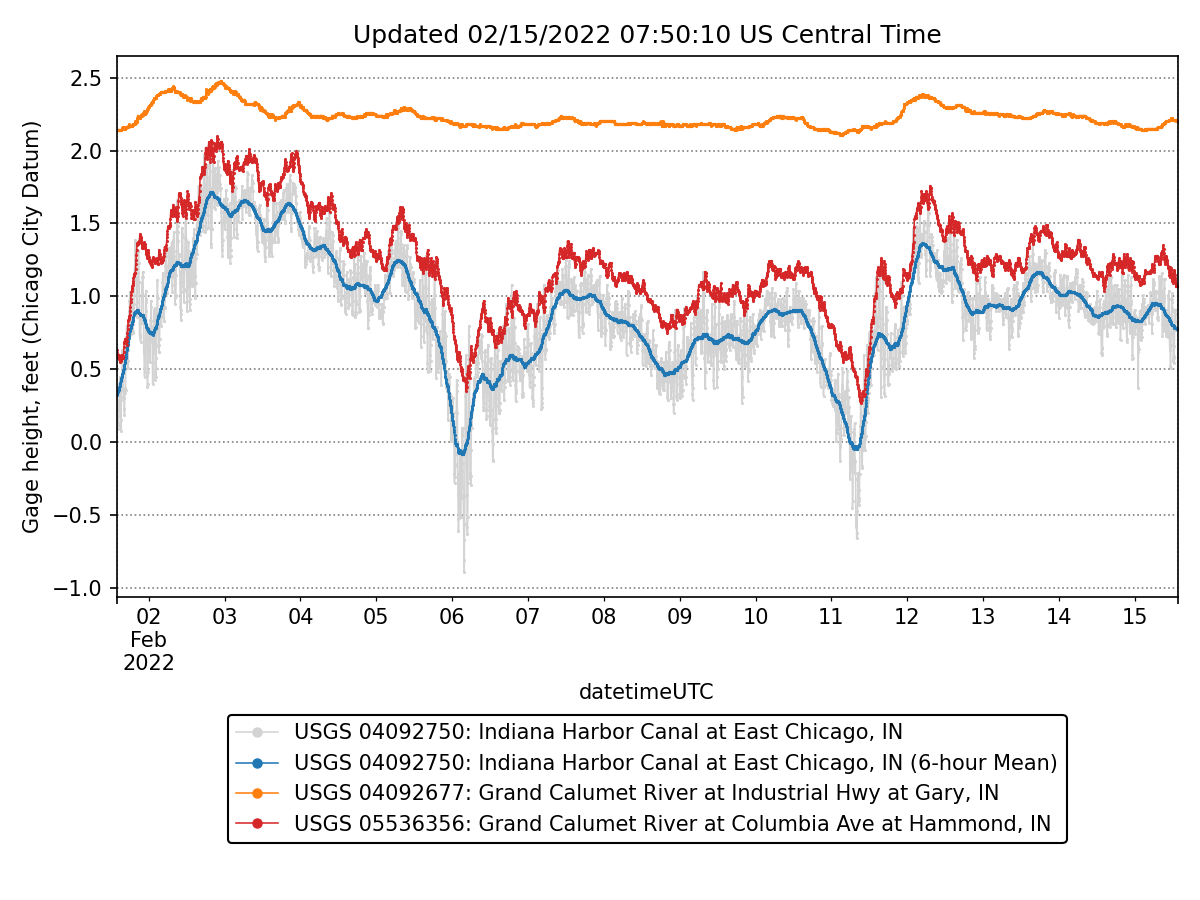 Updated 02/15/2022 07:50:10 US Central Time
Gage height, feet (Chicago City Datum)
2.5
2.0
1.5
1.0
0.5
0.0
−0.5
−1.0
02 03 04 05 06 07 08 09 10 11 12 13 14 15
Feb
2022
datetimeUTC
USGS 04092750: Indiana Harbor Canal at East Chicago, IN
USGS 04092750: Indiana Harbor Canal at East Chicago, IN (6-hour Mean)
USGS 04092677: Grand Calumet River at Industrial Hwy at Gary, IN
USGS 05536356: Grand Calumet River at Columbia Ave at Hammond, IN